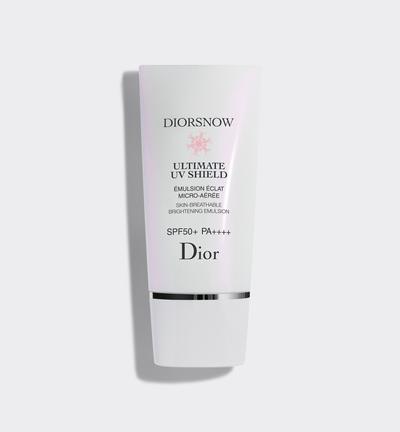 DIORSNOW
ULTIMATE
UV SHIELD
ÉMULSION ÉCLAT
MICRO-AÉRÉE
SKIN-BREATHABLE
BRIGHTENING EMULSION
SPF50+ PA++++
Dior